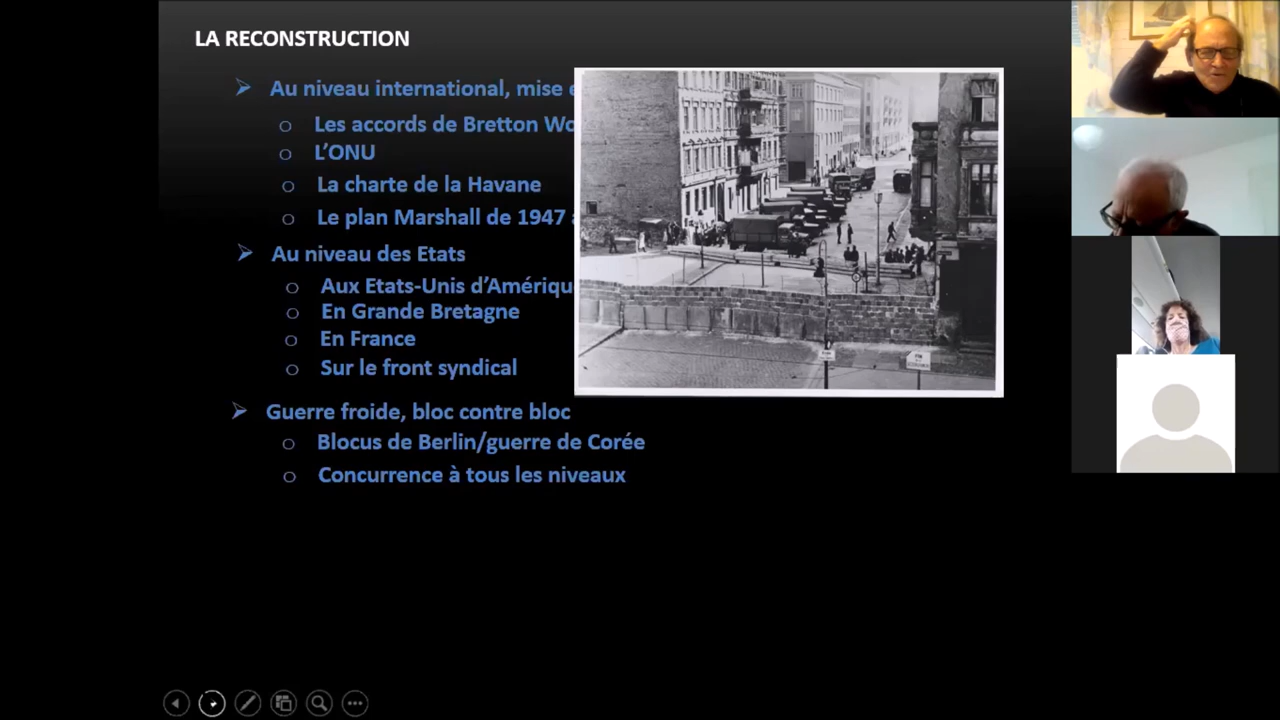 LA RECONSTRUCTION
Au niveau international, mise
Les accords de Bretton
L'ONU
La charte de la Havane
Le plan Marshall de 1947
Au niveau des Etats
Aux Etats-Unis
En Grande Bretagne
En France
Sur le front syndical
Guerre froide, bloc contre bloc
Blocus de Berlin/guerre de Corée
Concurrence à tous les niveaux